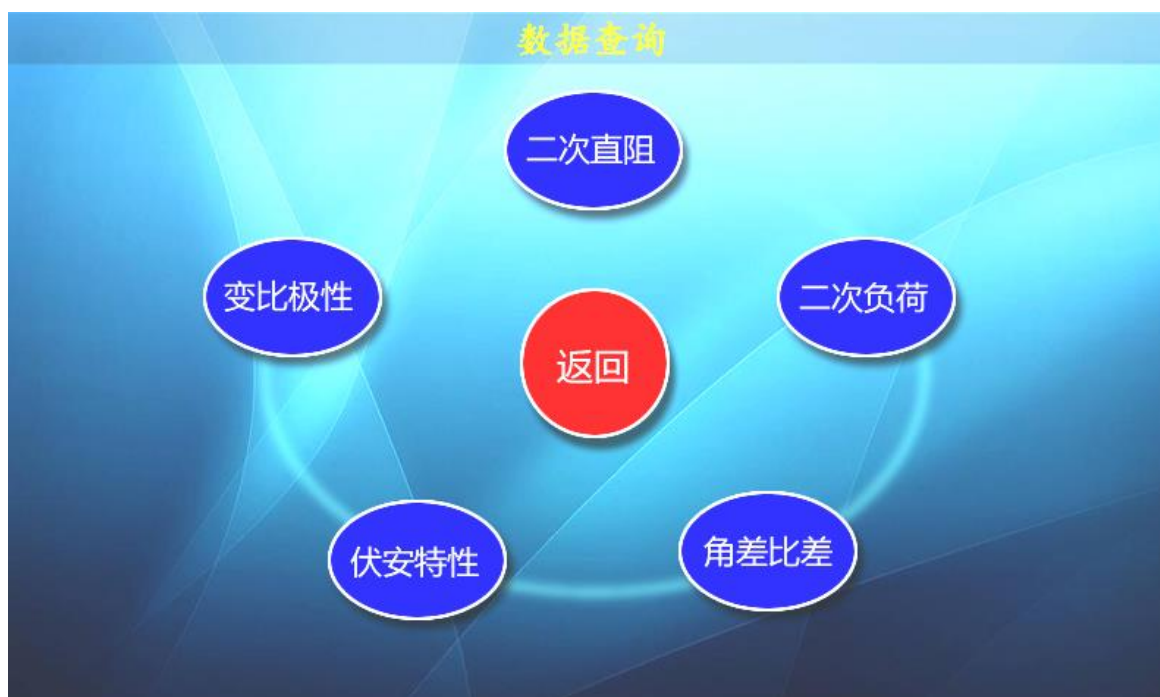 数据查询
二次直阻
变比极性
二次负荷
返回
伏安特性
角差比差